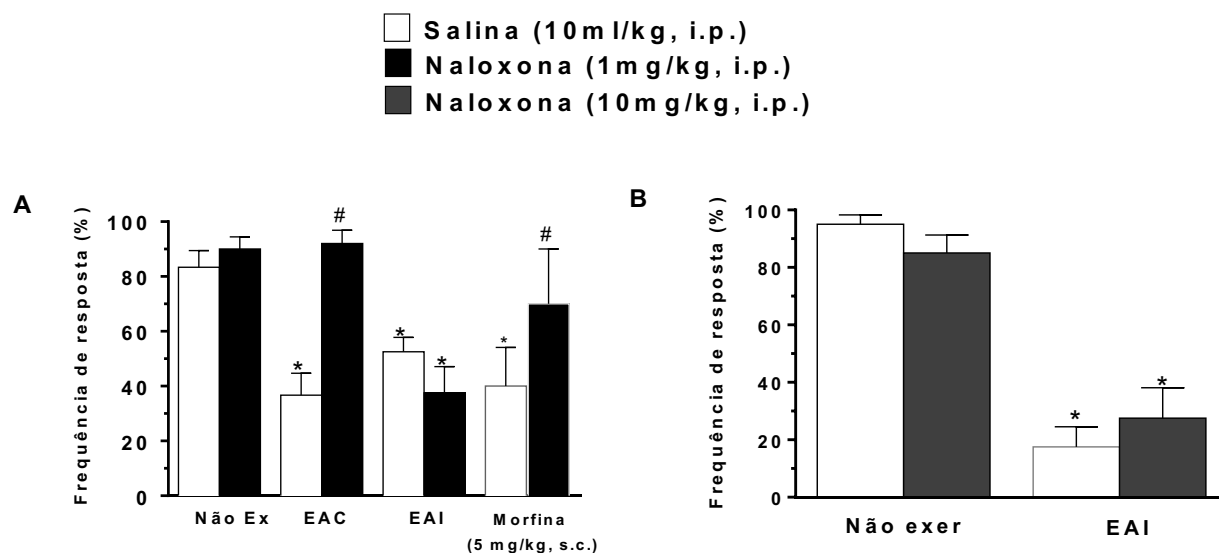 Salina (10ml/kg, i.p.)
Naloxona (1mg/kg, i.p.)
Naloxona (10mg/kg, i.p.)
A
Frequência de resposta (%)
100
80
60
40
20
0
#
#
*
*
*
*
Não Ex
EAC
EAI
Morfina
(5 mg/kg, s.c.)
B
Frequência de resposta (%)
100
80
60
40
20
0
*
*
Não exer
EAI